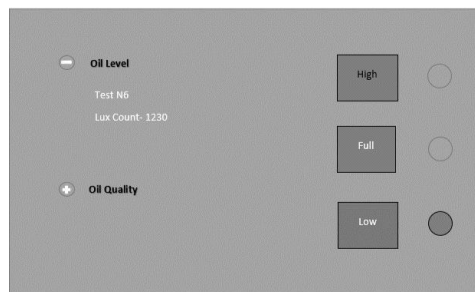 Oil Level
Test N6
Lux Count- 1230
Oil Quality
High
Full
Low